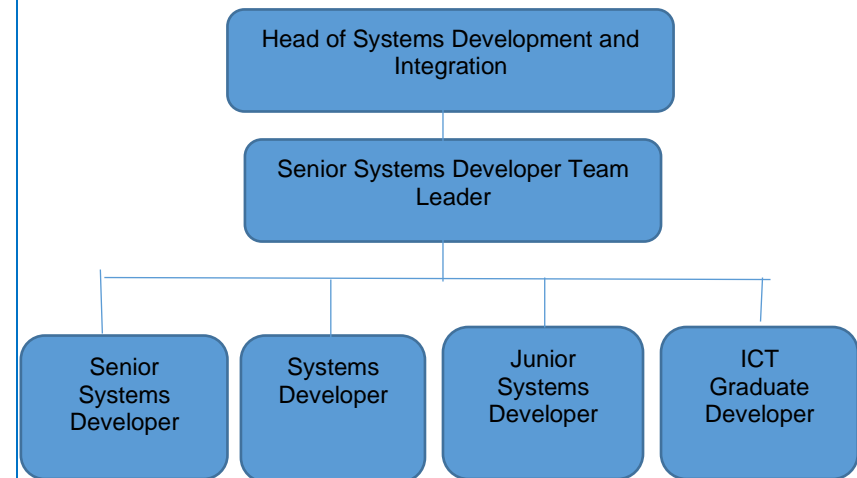 Head of Systems Development and
Integration
Senior Systems Developer Team
Leader
Senior
Systems
Developer
Systems
Developer
Junior
Systems
Developer
ICT
Graduate
Developer